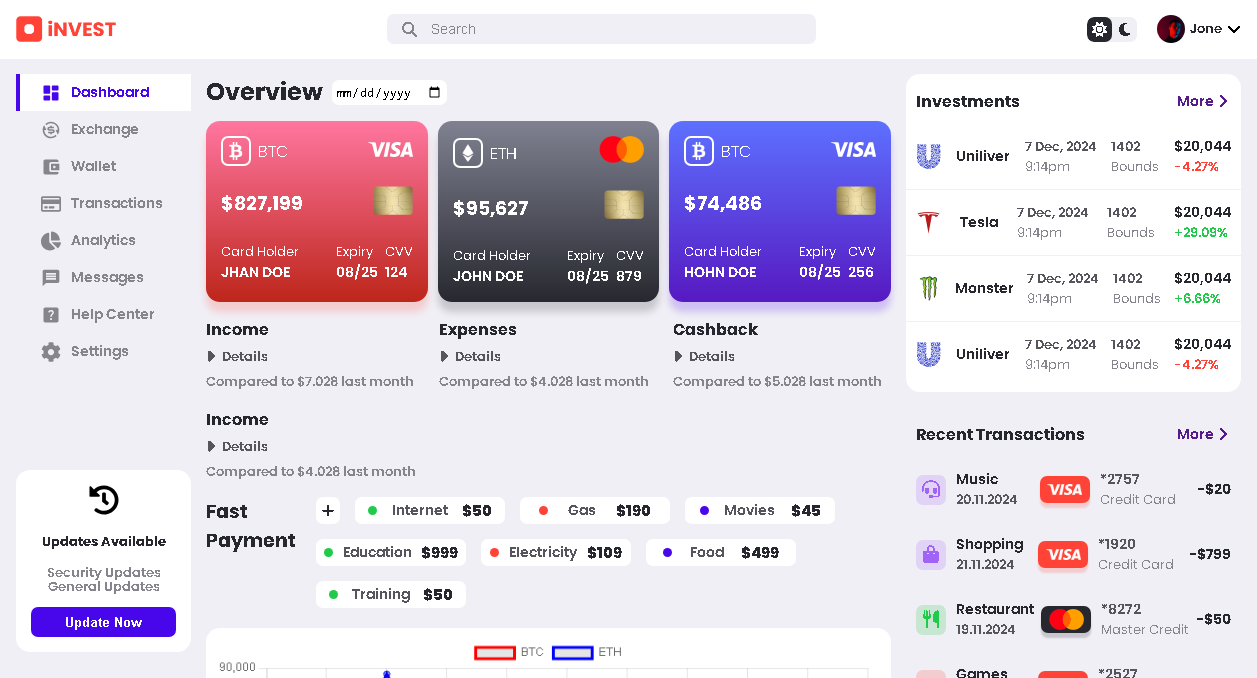 iNVEST
Search
Jone
Dashboard
Exchange
Wallet
Transactions
Analytics
Messages
Help Center
Settings
Updates Available
Security Updates
General Updates
Update Now
Overview mm/dd/yyyy
BTC VISA
$827,199
Card Holder Expiry CVV
JHAN DOE 08/25 124
ETH
$95,627
Card Holder Expiry CVV
JOHN DOE 08/25 879
BTC VISA
$74,486
Card Holder Expiry CVV
HOHN DOE 08/25 256
Income
Details
Compared to $7.028 last month
Expenses
Details
Compared to $4.028 last month
Cashback
Details
Compared to $5.028 last month
Income
Details
Compared to $4.028 last month
Fast
Payment
+ Internet $50 Gas $190 Movies $45
Education $999 Electricity $109 Food $499
Training $50
BTC ETH
90,000
Investments More
Uniliver 7 Dec, 2024 1402 $20,044
9:14pm Bounds -4.27%
Tesla 7 Dec, 2024 1402 $20,044
9:14pm Bounds +29.09%
Monster 7 Dec, 2024 1402 $20,044
9:14pm Bounds +6.66%
Uniliver 7 Dec, 2024 1402 $20,044
9:14pm Bounds -4.27%
Recent Transactions More
Music VISA *2757 -$20
20.11.2024 Credit Card
Shopping VISA *1920 -$799
21.11.2024 Credit Card
Restaurant *8272 -$50
19.11.2024 Master Credit
Games *2527